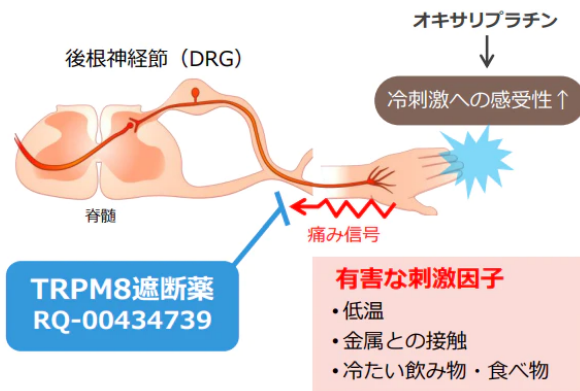 オキサリプラチン
後根神経節（DRG）
冷刺激への感受性↑
脊髄
痛み信号
TRPM8遮断薬
RQ-00434739
有害な刺激因子
・低温
・金属との接触
・冷たい飲み物・食べ物